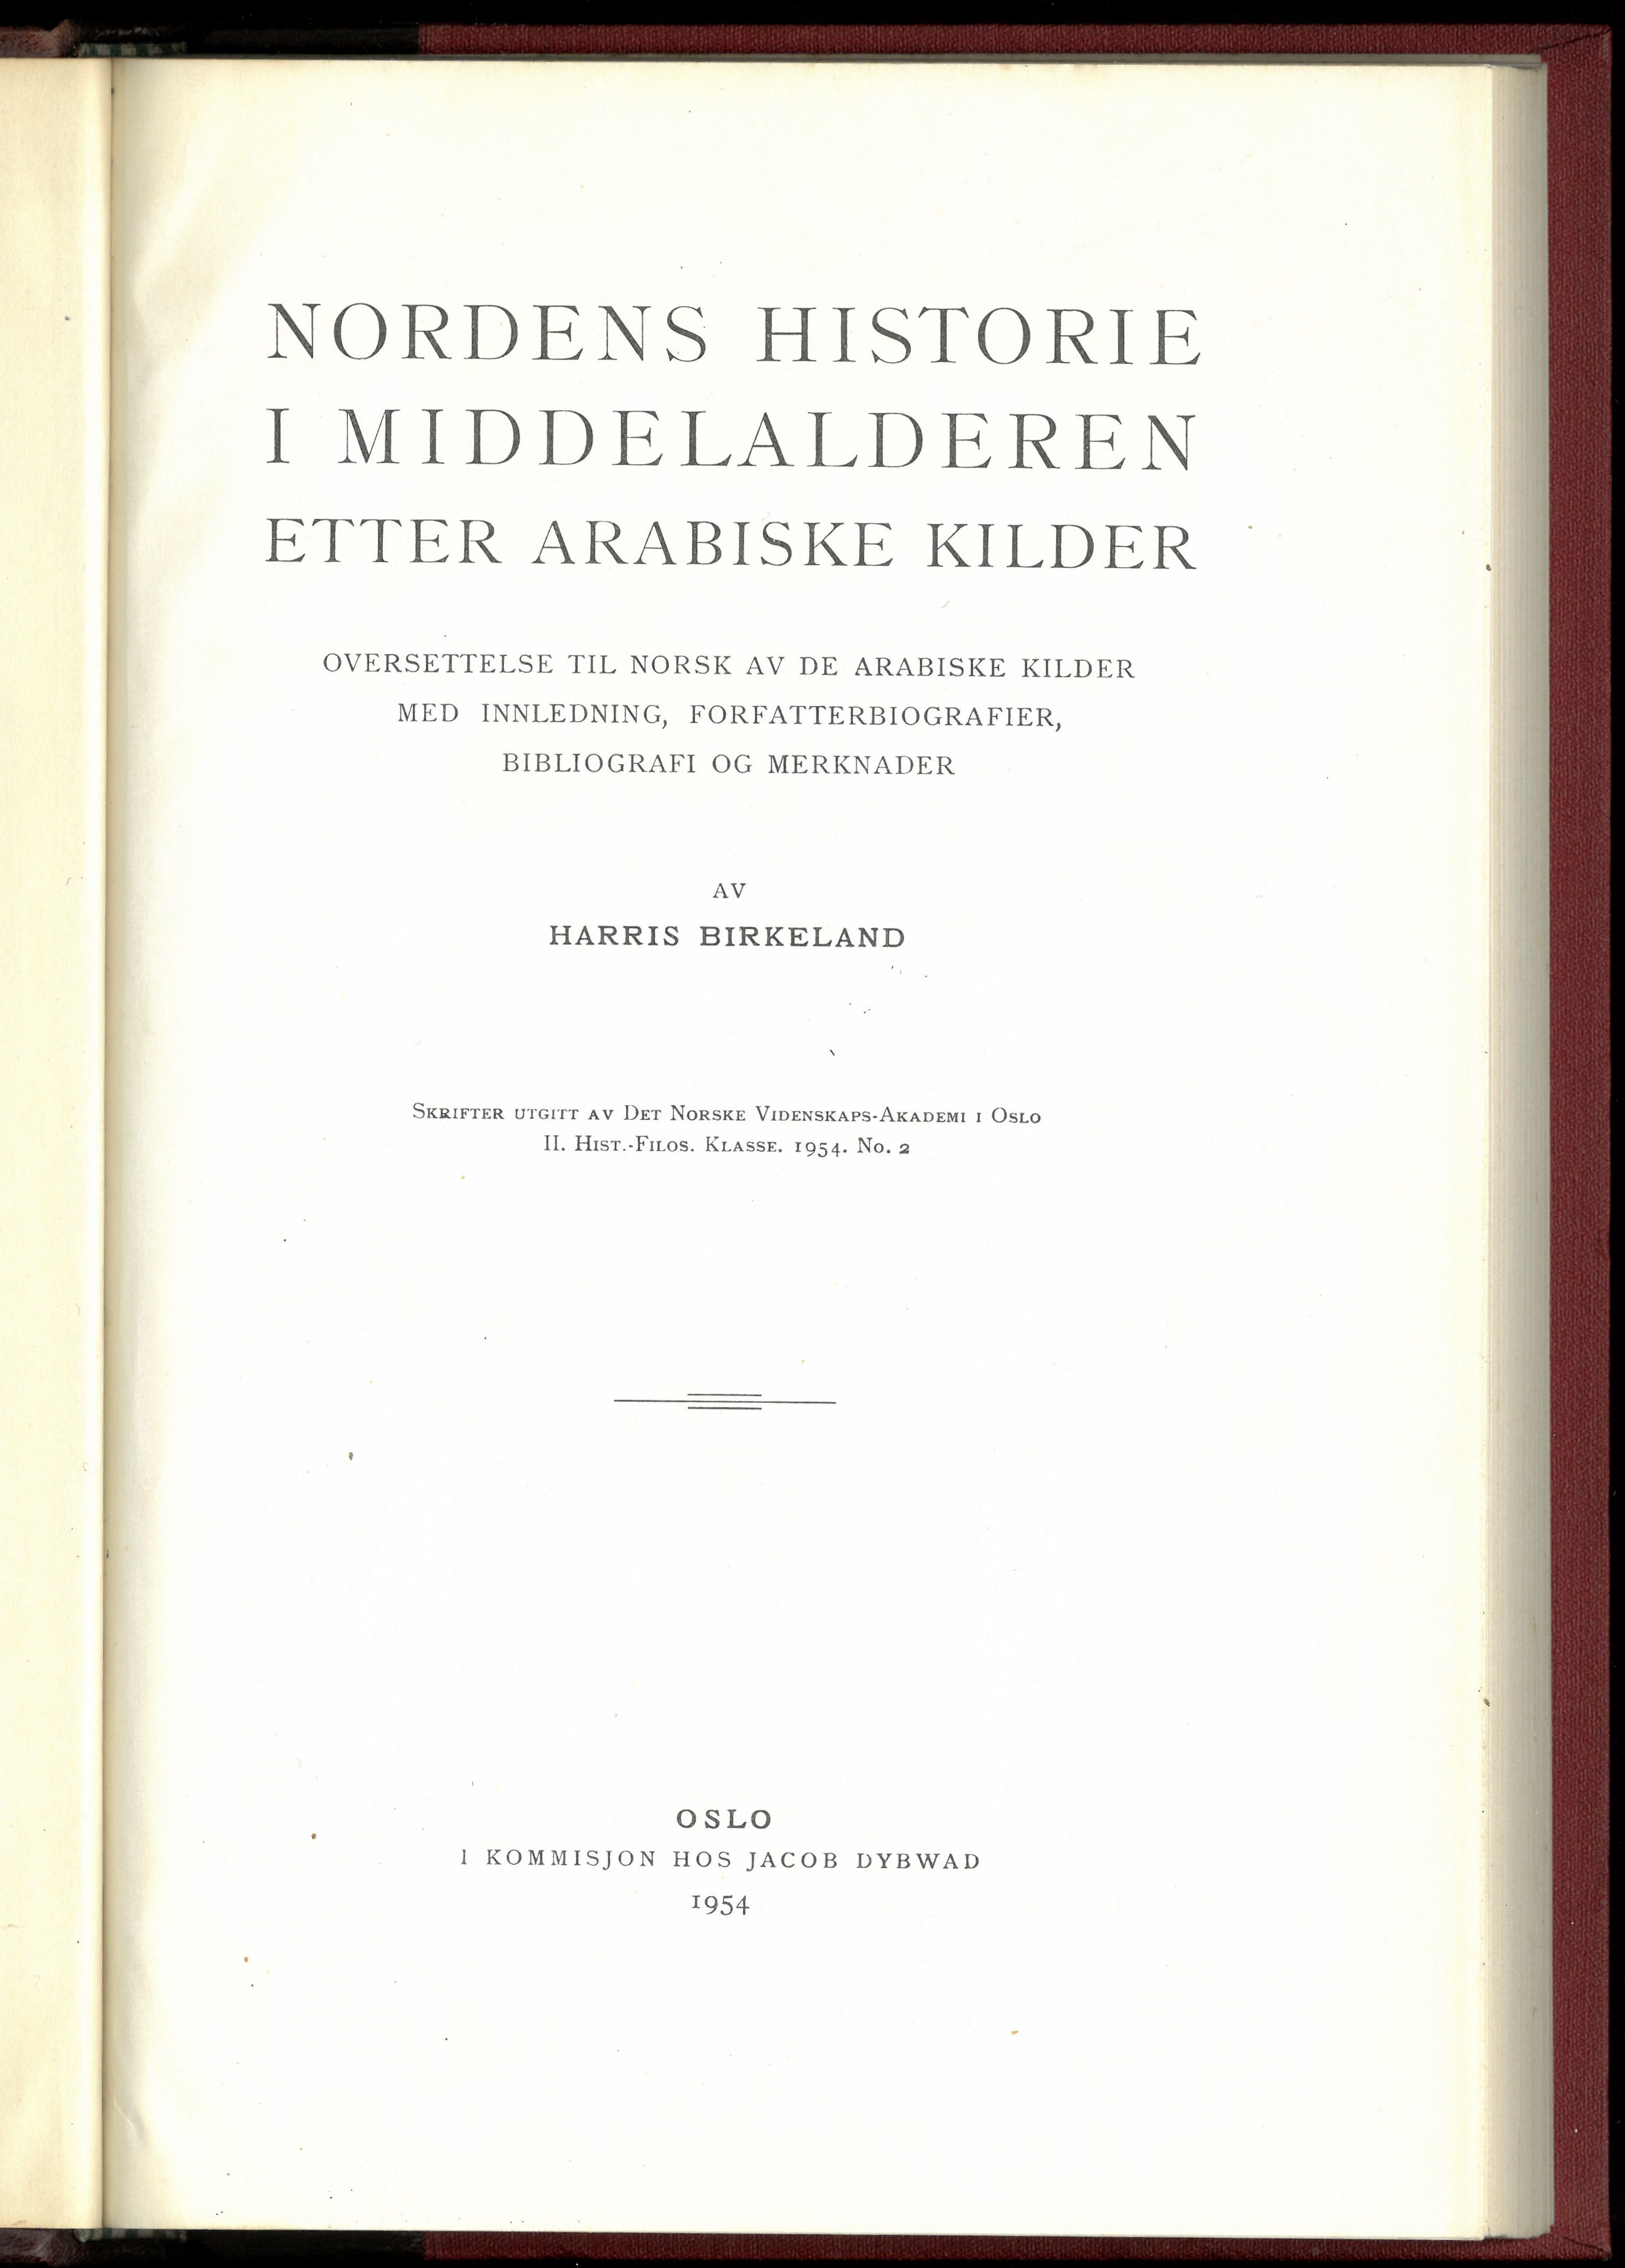 NORDENS HISTORIE
I MIDDELALDEREN
ETTER ARABISKE KILDER
OVERSETTELSE TIL NORSK AV DE ARABISKE KILDER
MED INNLEDNING, FORFATTERBIOGRAFIER,
BIBLIOGRAFI OG MERKNADER
AV
HARRIS BIRKELAND
SKRIFTER UTGITT AV DET NORSKE VIDENSKAPS-AKADEMI I OSLO
II. HIST.-FILOS. KLASSE. 1954. NO. 2
OSLO
I KOMMISJON HOS JACOB DYBWAD
1954